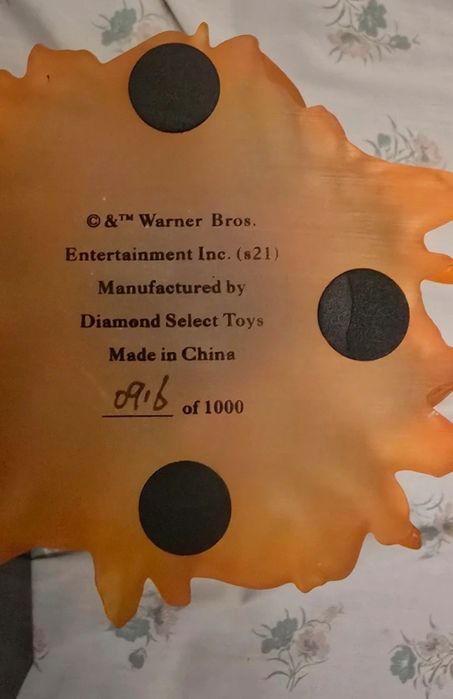 ©&™ Warner Bros.
Entertainment Inc. (s21)
Manufactured by
Diamond Select Toys
Made in China
0916 of 1000